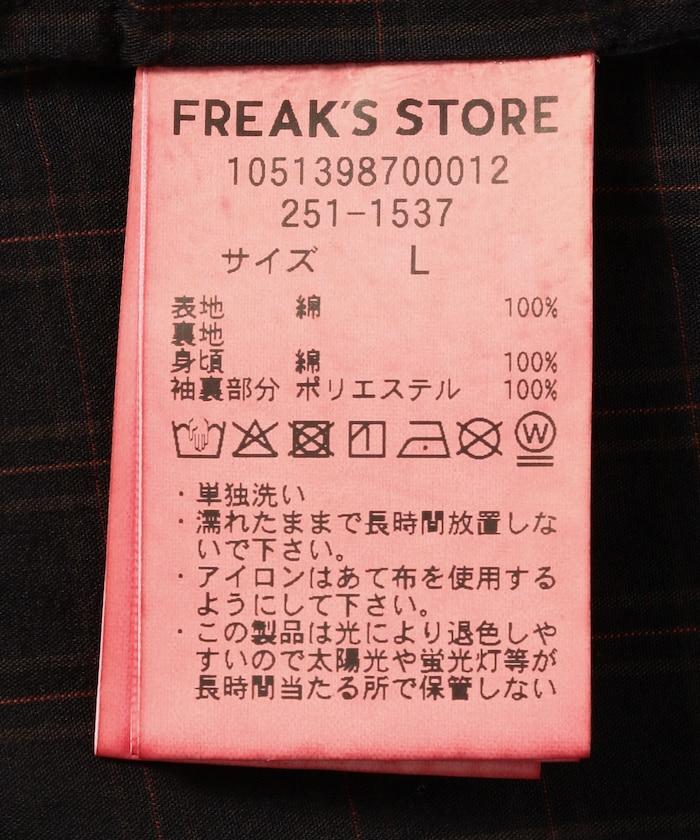 FREAK'S STORE
1051398700012
251-1537
サイズ L
表地 綿 100%
裏地
身頃 綿 100%
袖裏部分 ポリエステル 100%
W
・単独洗い
・濡れたままで長時間放置しな
いで下さい。
・アイロンはあて布を使用する
ようにして下さい。
・この製品は光により退色しや
すいので太陽光や蛍光灯等が
長時間当たる所で保管しない